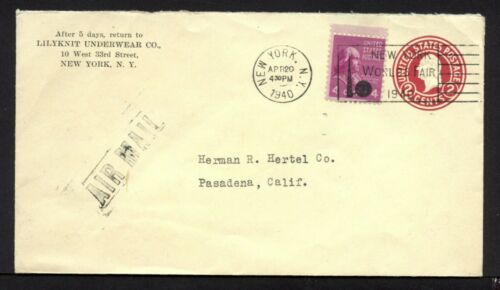 After 5 days, return to
LILYKNIT UNDERWEAR CO.,
10 West 33rd Street,
NEW YORK, N. Y.
NEW YORK, N.Y.
APR 20
4 30 PM
1940
UNITED STATES
NEW YORK
WORLD'S FAIR
UNITED STATES POSTAGE
2 CENTS 2
AIR MAIL
Herman R. Hertel Co.
Pasadena, Calif.